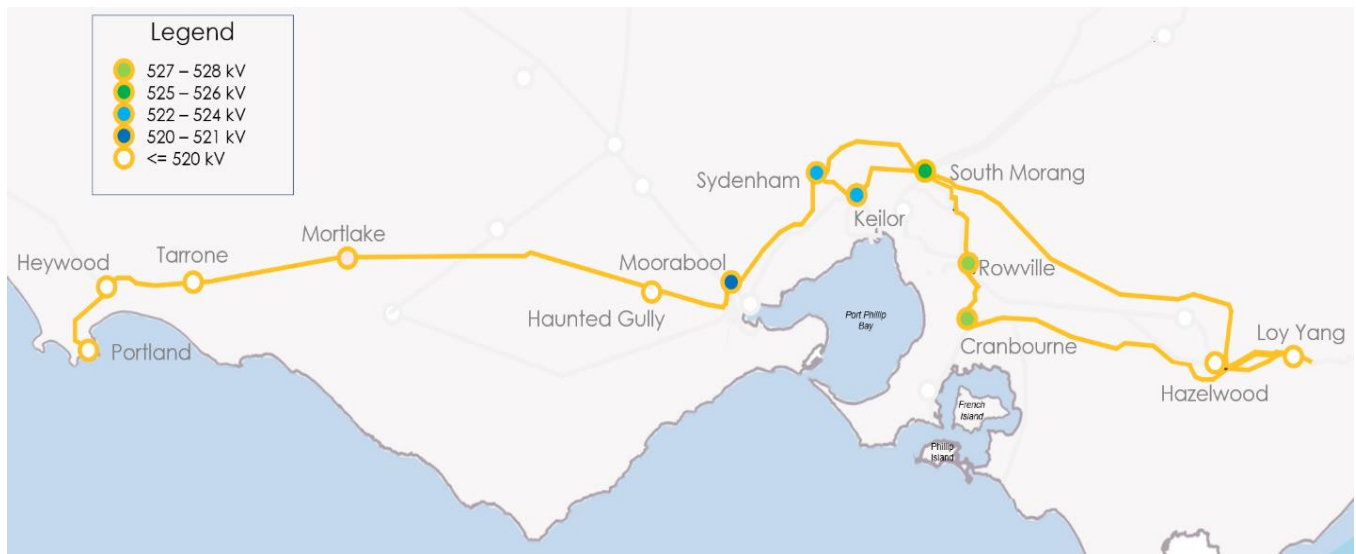 Legend
527 – 528 kV
525 – 526 kV
522 – 524 kV
520 – 521 kV
<= 520 kV
Sydenham
South Morang
Keilor
Mortlake
Tarrone
Heywood
Moorabool
Rowville
Haunted Gully
Port Phillip
Bay
Portland
Cranbourne
Loy Yang
Hazelwood
French
Island
Phillip
Island